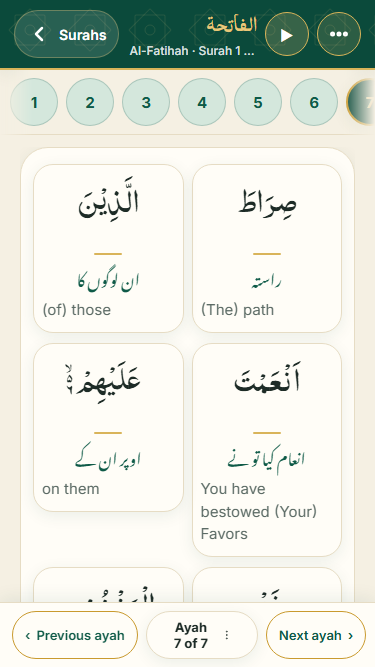 Surahs
الفاتحة
Al-Fatihah · Surah 1 ...
1 2 3 4 5 6 7
صِرَاطَ
راستہ
(The) path
الَّذِيْنَ
ان لوگوں کا
(of) those
اَنْعَمْتَ
انعام کیا تو نے
You have
bestowed (Your)
Favors
عَلَيْهِمْ ۙ۬
اوپر ان کے
on them
‹ Previous ayah
Ayah
7 of 7
Next ayah ›